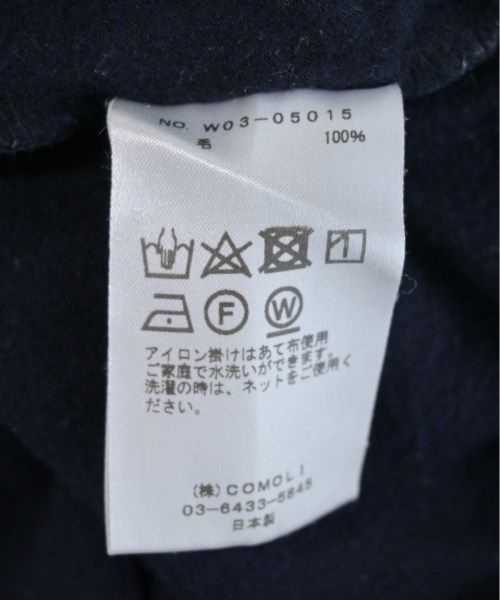 NO. W03-05015
毛 100%
F W
アイロン掛けはあて布使用
ご家庭で水洗いができます。
洗濯の時は、ネットをご使用く
ださい。
(株) COMOLI
03-6433-5845
日本製